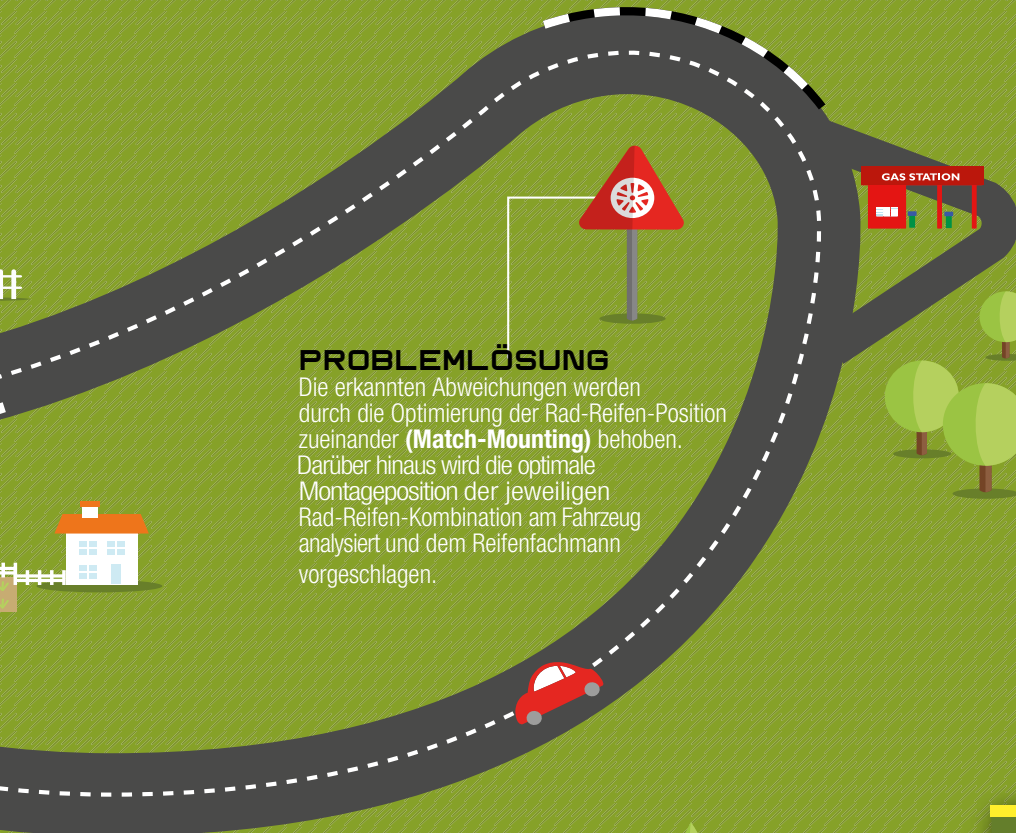 GAS STATION
PROBLEMLÖSUNG
Die erkannten Abweichungen werden
durch die Optimierung der Rad-Reifen-Position
zueinander (Match-Mounting) behoben.
Darüber hinaus wird die optimale
Montageposition der jeweiligen
Rad-Reifen-Kombination am Fahrzeug
analysiert und dem Reifenfachmann
vorgeschlagen.